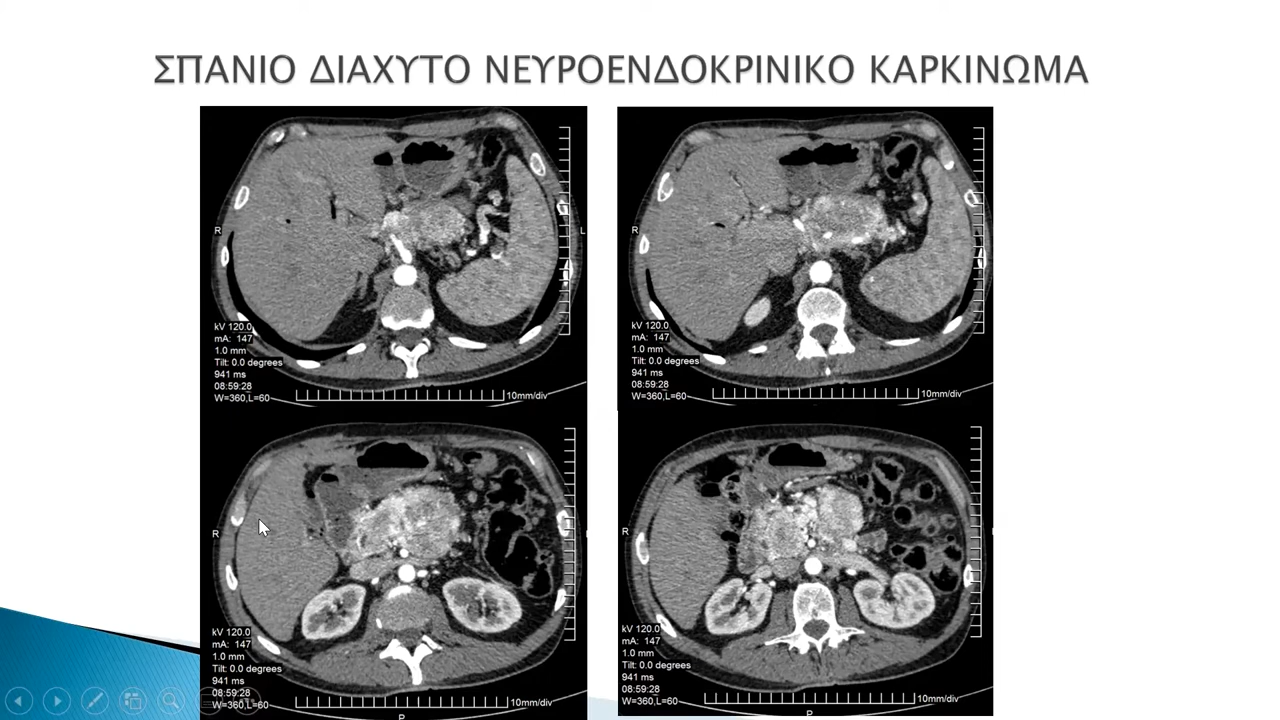 ΣΠΑΝΙΟ ΔΙΑΧΥΤΟ ΝΕΥΡΟΕΝΔΟΚΡΙΝΙΚΟ ΚΑΡΚΙΝΩΜΑ
R
L
kV 120.0
mA: 147
1.0 mm
Tilt: 0.0 degrees
941 ms
08:59:28
W=360,L=60
10mm/div
R
kV 120.0
mA: 147
1.0 mm
Tilt: 0.0 degrees
941 ms
08:59:28
W=360,L=60
10mm/div
R
kV 120.0
mA: 147
1.0 mm
Tilt: 0.0 degrees
941 ms
08:59:28
W=360,L=60
10mm/div
P
R
kV 120.0
mA: 147
1.0 mm
Tilt: 0.0 degrees
941 ms
08:59:28
W=360,L=60
10mm/div
P